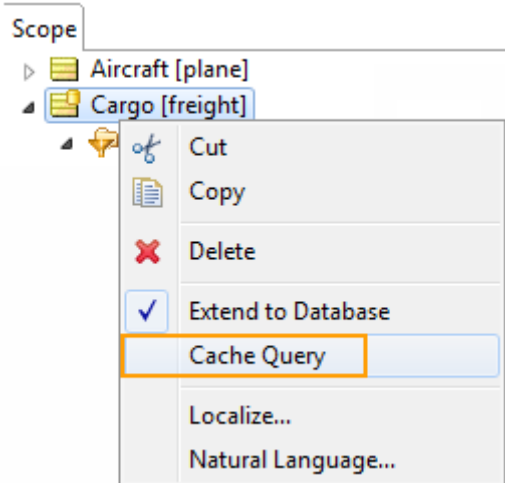 Scope
Aircraft [plane]
Cargo [freight]
Cut
Copy
Delete
Extend to Database
Cache Query
Localize...
Natural Language...